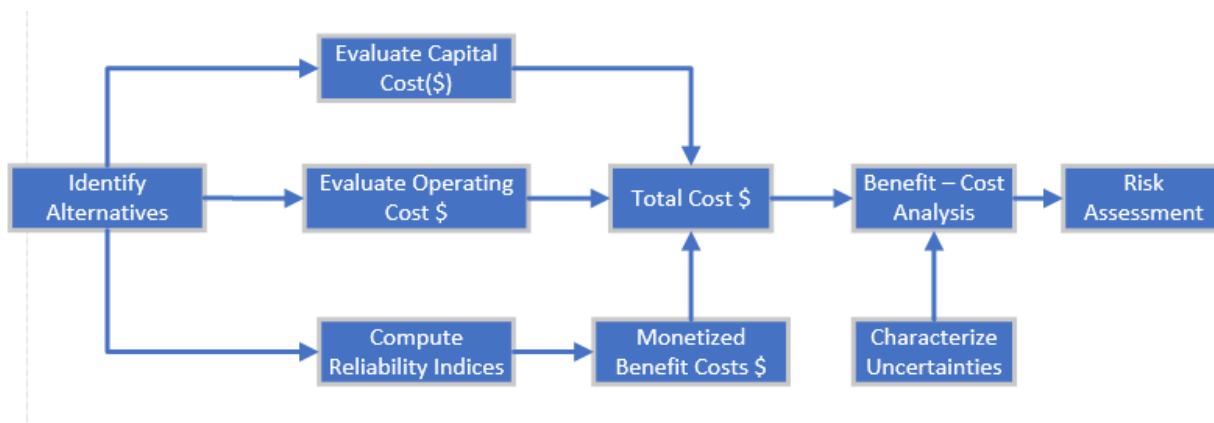 Evaluate Capital
Cost($)
Identify
Alternatives
Evaluate Operating
Cost $
Total Cost $
Benefit – Cost
Analysis
Risk
Assessment
Compute
Reliability Indices
Monetized
Benefit Costs $
Characterize
Uncertainties